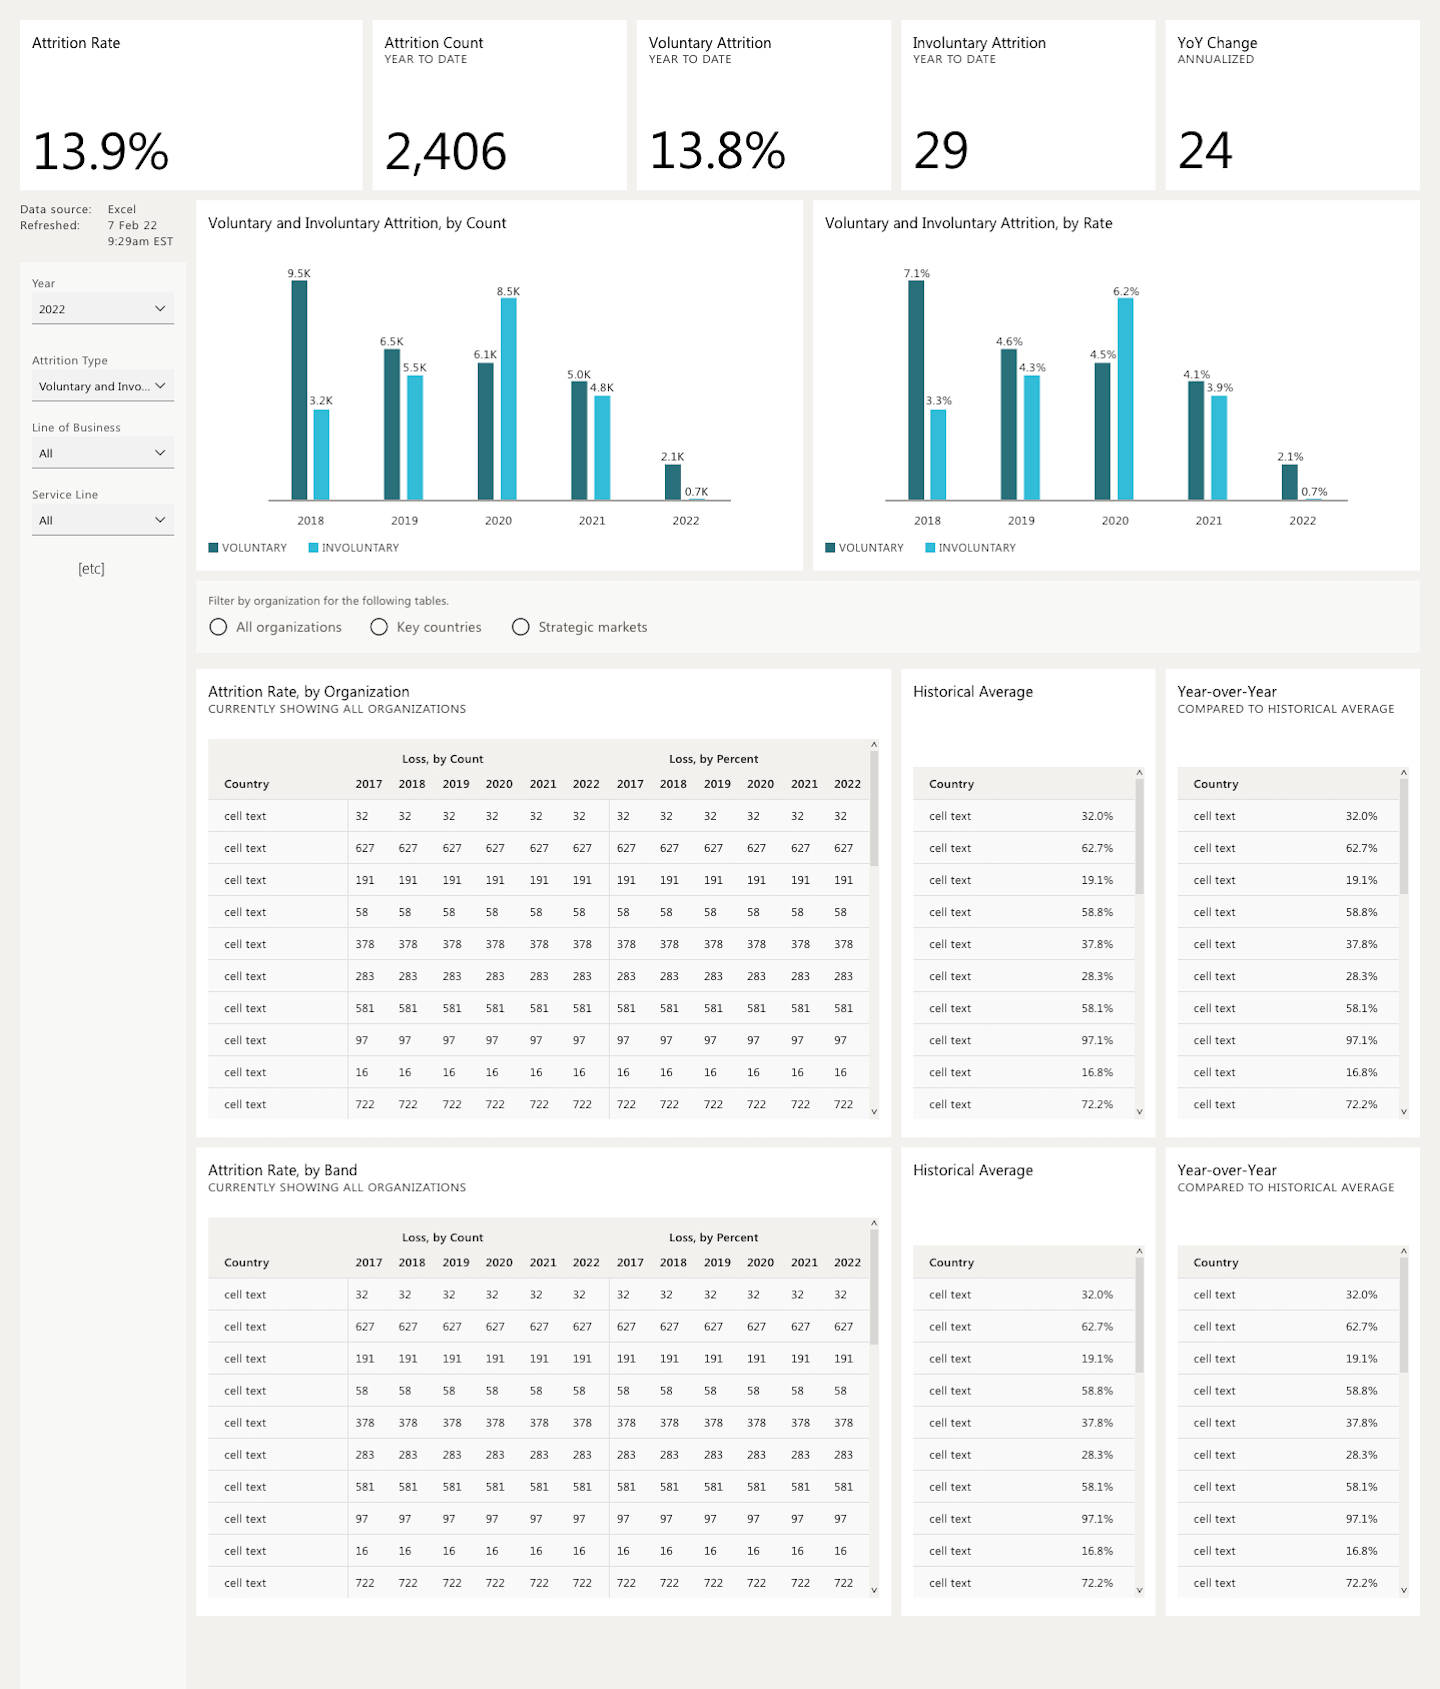 Attrition Rate
13.9%
Attrition Count
YEAR TO DATE
2,406
Voluntary Attrition
YEAR TO DATE
13.8%
Involuntary Attrition
YEAR TO DATE
29
YoY Change
ANNUALIZED
24
Data source: Excel
Refreshed: 7 Feb 22
9:29am EST
Year
2022
Attrition Type
Voluntary and Invo...
Line of Business
All
Service Line
All
[etc]
Voluntary and Involuntary Attrition, by Count
9.5K
3.2K
6.5K
5.5K
6.1K
8.5K
5.0K
4.8K
2.1K
0.7K
2018 2019 2020 2021 2022
VOLUNTARY INVOLUNTARY
Voluntary and Involuntary Attrition, by Rate
7.1%
3.3%
4.6%
4.3%
4.5%
6.2%
4.1%
3.9%
2.1%
0.7%
2018 2019 2020 2021 2022
VOLUNTARY INVOLUNTARY
Filter by organization for the following tables.
All organizations Key countries Strategic markets
Attrition Rate, by Organization
CURRENTLY SHOWING ALL ORGANIZATIONS
Loss, by Count Loss, by Percent
Country 2017 2018 2019 2020 2021 2022 2017 2018 2019 2020 2021 2022
cell text 32 32 32 32 32 32 32 32 32 32 32 32
cell text 627 627 627 627 627 627 627 627 627 627 627 627
cell text 191 191 191 191 191 191 191 191 191 191 191 191
cell text 58 58 58 58 58 58 58 58 58 58 58 58
cell text 378 378 378 378 378 378 378 378 378 378 378 378
cell text 283 283 283 283 283 283 283 283 283 283 283 283
cell text 581 581 581 581 581 581 581 581 581 581 581 581
cell text 97 97 97 97 97 97 97 97 97 97 97 97
cell text 16 16 16 16 16 16 16 16 16 16 16 16
cell text 722 722 722 722 722 722 722 722 722 722 722 722
Historical Average
Country
cell text 32.0%
cell text 62.7%
cell text 19.1%
cell text 58.8%
cell text 37.8%
cell text 28.3%
cell text 58.1%
cell text 97.1%
cell text 16.8%
cell text 72.2%
Year-over-Year
COMPARED TO HISTORICAL AVERAGE
Country
cell text 32.0%
cell text 62.7%
cell text 19.1%
cell text 58.8%
cell text 37.8%
cell text 28.3%
cell text 58.1%
cell text 97.1%
cell text 16.8%
cell text 72.2%
Attrition Rate, by Band
CURRENTLY SHOWING ALL ORGANIZATIONS
Loss, by Count Loss, by Percent
Country 2017 2018 2019 2020 2021 2022 2017 2018 2019 2020 2021 2022
cell text 32 32 32 32 32 32 32 32 32 32 32 32
cell text 627 627 627 627 627 627 627 627 627 627 627 627
cell text 191 191 191 191 191 191 191 191 191 191 191 191
cell text 58 58 58 58 58 58 58 58 58 58 58 58
cell text 378 378 378 378 378 378 378 378 378 378 378 378
cell text 283 283 283 283 283 283 283 283 283 283 283 283
cell text 581 581 581 581 581 581 581 581 581 581 581 581
cell text 97 97 97 97 97 97 97 97 97 97 97 97
cell text 16 16 16 16 16 16 16 16 16 16 16 16
cell text 722 722 722 722 722 722 722 722 722 722 722 722
Historical Average
Country
cell text 32.0%
cell text 62.7%
cell text 19.1%
cell text 58.8%
cell text 37.8%
cell text 28.3%
cell text 58.1%
cell text 97.1%
cell text 16.8%
cell text 72.2%
Year-over-Year
COMPARED TO HISTORICAL AVERAGE
Country
cell text 32.0%
cell text 62.7%
cell text 19.1%
cell text 58.8%
cell text 37.8%
cell text 28.3%
cell text 58.1%
cell text 97.1%
cell text 16.8%
cell text 72.2%